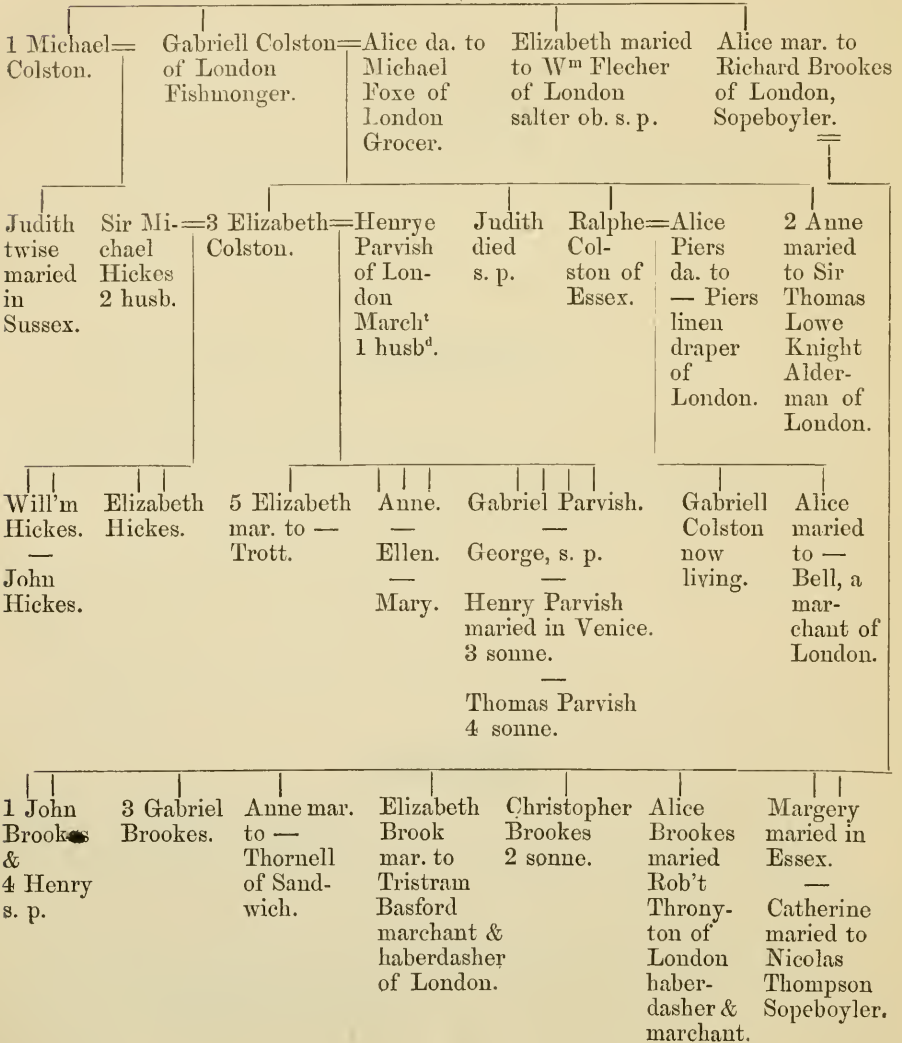 1 Michael=
Colston.
Gabriell Colston=
of London
Fishmonger.
Alice da. to
Michael
Foxe of
London
Grocer.
Elizabeth maried
to Wᵐ Flecher
of London
salter ob. s. p.
Alice mar. to
Richard Brookes
of London,
Sopeboyler.
=
Judith
twise
maried
in
Sussex.
Sir Mi-=
chael
Hickes
2 husb.
3 Elizabeth=
Colston.
Henrye
Parvish
of Lon-
don
Marchᵗ
1 husbᵈ.
Judith
died
s. p.
Ralphe=
Col-
ston of
Essex.
Alice
Piers
da. to
— Piers
linen
draper
of
London.
2 Anne
maried
to Sir
Thomas
Lowe
Knight
Alder-
man of
London.
Will'm
Hickes.
—
John
Hickes.
Elizabeth
Hickes.
5 Elizabeth
mar. to —
Trott.
Anne.
—
Ellen.
—
Mary.
Gabriel Parvish.
—
George, s. p.
—
Henry Parvish
maried in Venice.
3 sonne.
—
Thomas Parvish
4 sonne.
Gabriell
Colston
now
living.
Alice
maried
to —
Bell, a
mar-
chant of
London.
1 John
Brookes
&
4 Henry
s. p.
3 Gabriel
Brookes.
Anne mar.
to —
Thornell
of Sand-
wich.
Elizabeth
Brook
mar. to
Tristram
Basford
marchant &
haberdasher
of London.
Christopher
Brookes
2 sonne.
Alice
Brookes
maried
Rob't
Throny-
ton of
London
haber-
dasher &
marchant.
Margery
maried in
Essex.
—
Catherine
maried to
Nicolas
Thompson
Sopeboyler.